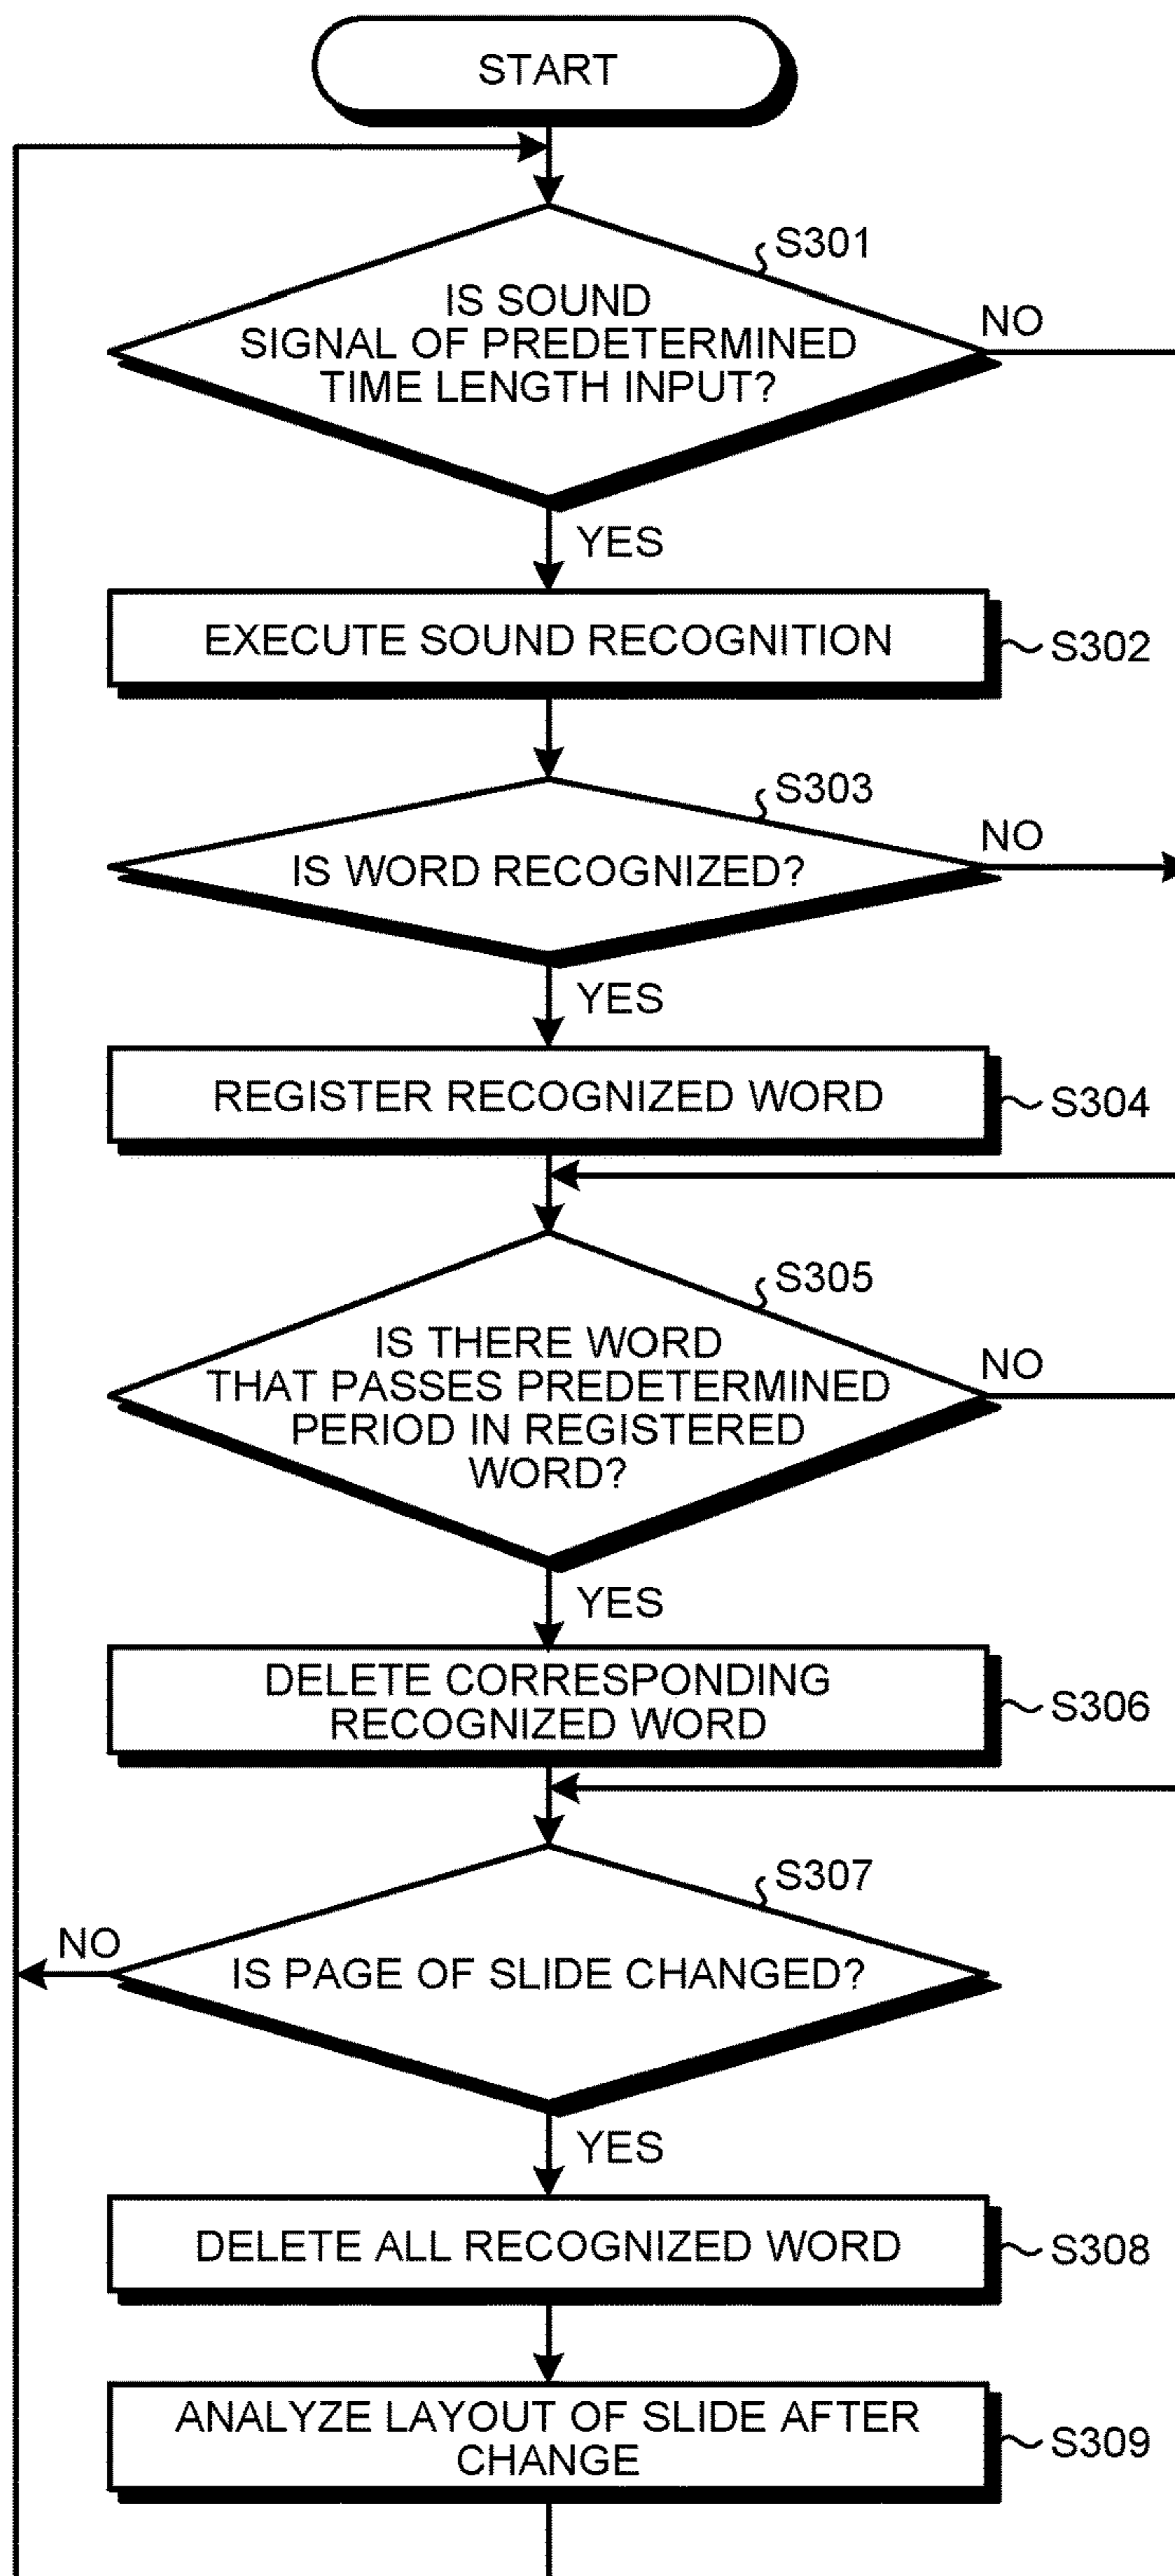 START
S301
IS SOUND
SIGNAL OF PREDETERMINED
TIME LENGTH INPUT?
NO
YES
EXECUTE SOUND RECOGNITION
S302
S303
IS WORD RECOGNIZED?
NO
YES
REGISTER RECOGNIZED WORD
S304
S305
IS THERE WORD
THAT PASSES PREDETERMINED
PERIOD IN REGISTERED
WORD?
NO
YES
DELETE CORRESPONDING
RECOGNIZED WORD
S306
S307
NO
IS PAGE OF SLIDE CHANGED?
YES
DELETE ALL RECOGNIZED WORD
S308
ANALYZE LAYOUT OF SLIDE AFTER
CHANGE
S309